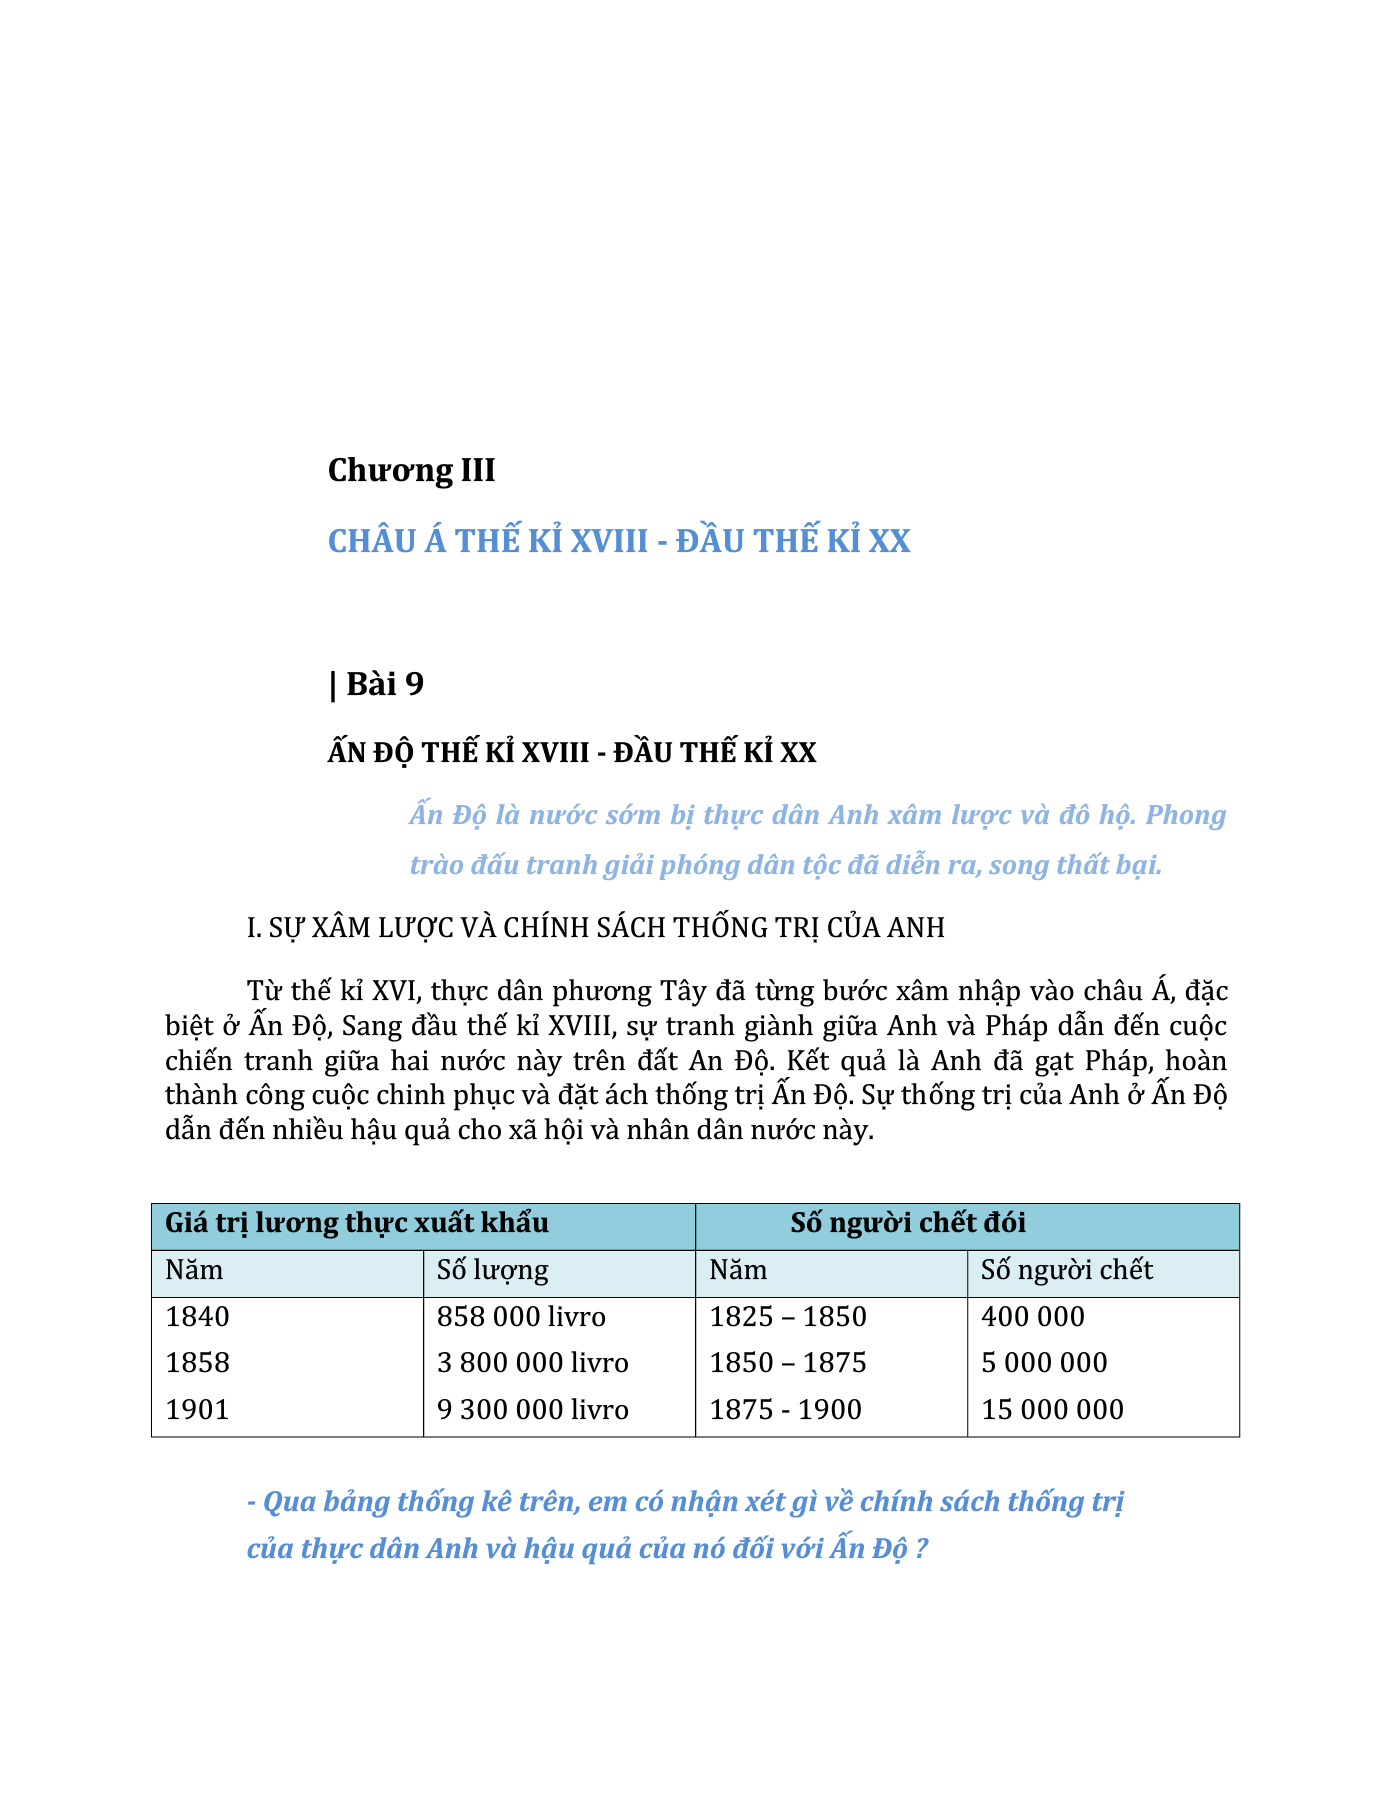 Chương III
CHÂU Á THẾ KỈ XVIII - ĐẦU THẾ KỈ XX
| Bài 9
ẤN ĐỘ THẾ KỈ XVIII - ĐẦU THẾ KỈ XX
Ấn Độ là nước sớm bị thực dân Anh xâm lược và đô hộ. Phong
trào đấu tranh giải phóng dân tộc đã diễn ra, song thất bại.
I. SỰ XÂM LƯỢC VÀ CHÍNH SÁCH THỐNG TRỊ CỦA ANH
Từ thế kỉ XVI, thực dân phương Tây đã từng bước xâm nhập vào châu Á, đặc
biệt ở Ấn Độ, Sang đầu thế kỉ XVIII, sự tranh giành giữa Anh và Pháp dẫn đến cuộc
chiến tranh giữa hai nước này trên đất An Độ. Kết quả là Anh đã gạt Pháp, hoàn
thành công cuộc chinh phục và đặt ách thống trị Ấn Độ. Sự thống trị của Anh ở Ấn Độ
dẫn đến nhiều hậu quả cho xã hội và nhân dân nước này.
Giá trị lương thực xuất khẩu Số người chết đói
Năm Số lượng Năm Số người chết
1840 858 000 livro 1825 – 1850 400 000
1858 3 800 000 livro 1850 – 1875 5 000 000
1901 9 300 000 livro 1875 - 1900 15 000 000
- Qua bảng thống kê trên, em có nhận xét gì về chính sách thống trị
của thực dân Anh và hậu quả của nó đối với Ấn Độ ?